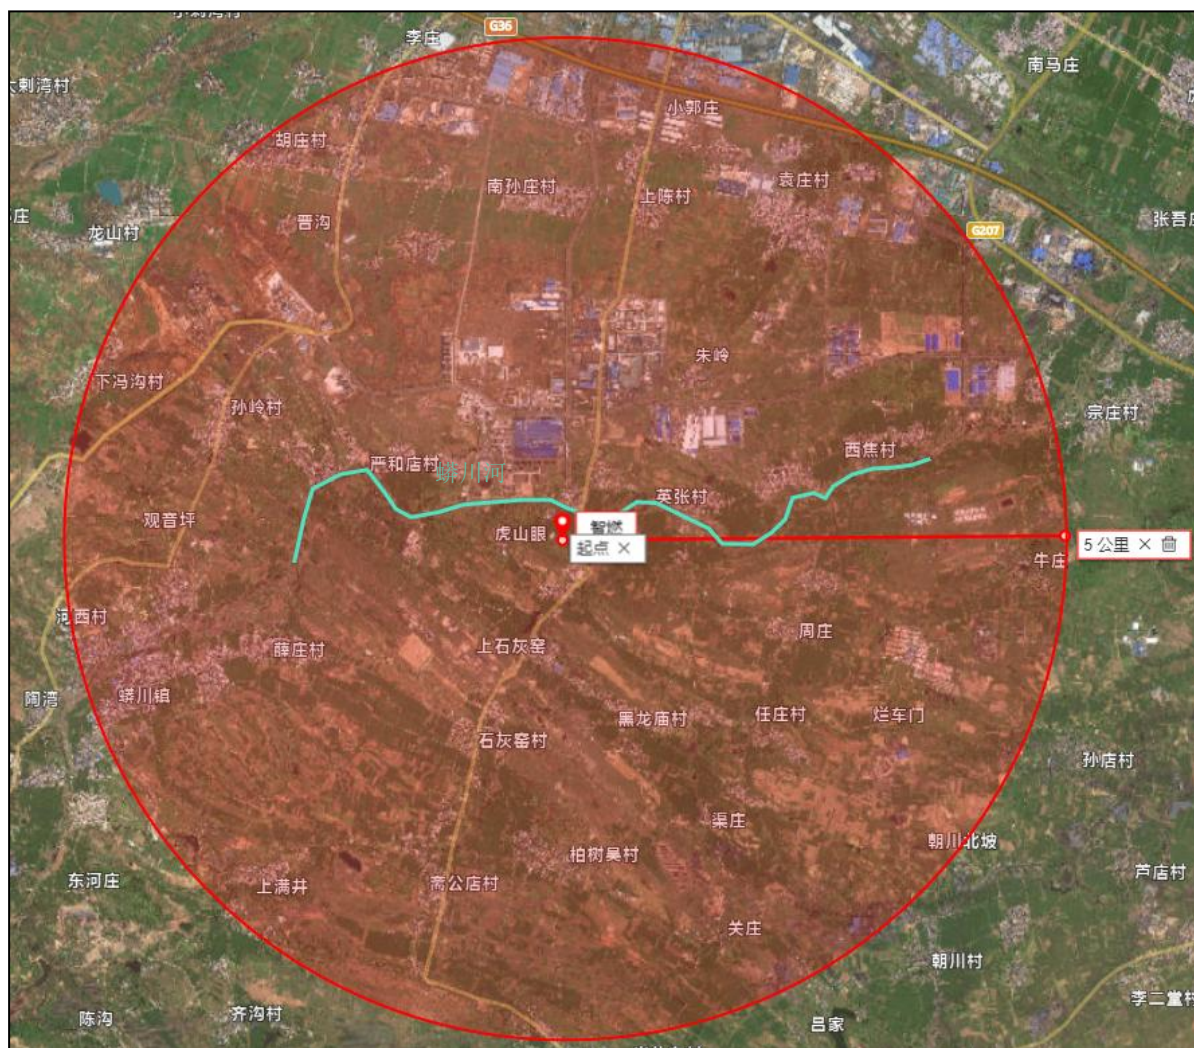 李庄
G36
南马庄
大刺湾村
小郭庄
胡庄村
南孙庄村
上陈村
袁庄村
晋沟
龙山村
G207
朱岭
下冯沟村
孙岭村
宗庄村
严和店村
蟒川河
西焦村
英张村
观音坪
虎山眼
智燃
起点
5 公里
牛庄
河西村
薛庄村
上石灰窑
周庄
陶湾
蟒川镇
黑龙庙村
任庄村
烂车门
石灰窑村
孙店村
渠庄
朝川北坡
柏树吴村
东河庄
上满井
斋公店村
芦店村
关庄
朝川村
陈沟
齐沟村
吕家
李二堂村